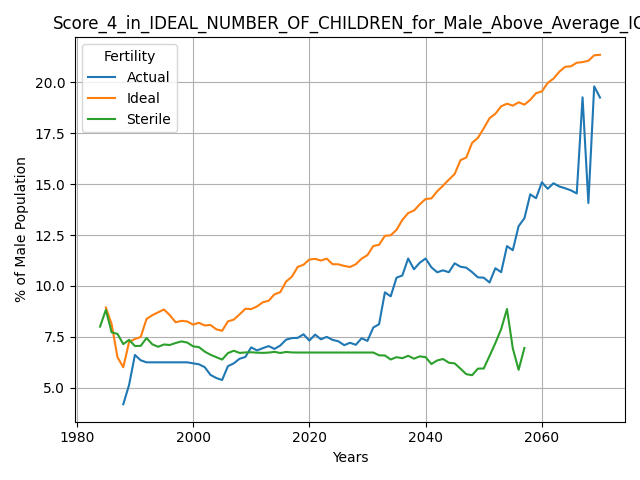 Score_4_in_IDEAL_NUMBER_OF_CHILDREN_for_Male_Above_Average_IC
Fertility
Actual
Ideal
Sterile
% of Male Population
20.0
17.5
15.0
12.5
10.0
7.5
5.0
1980
2000
2020
2040
2060
Years